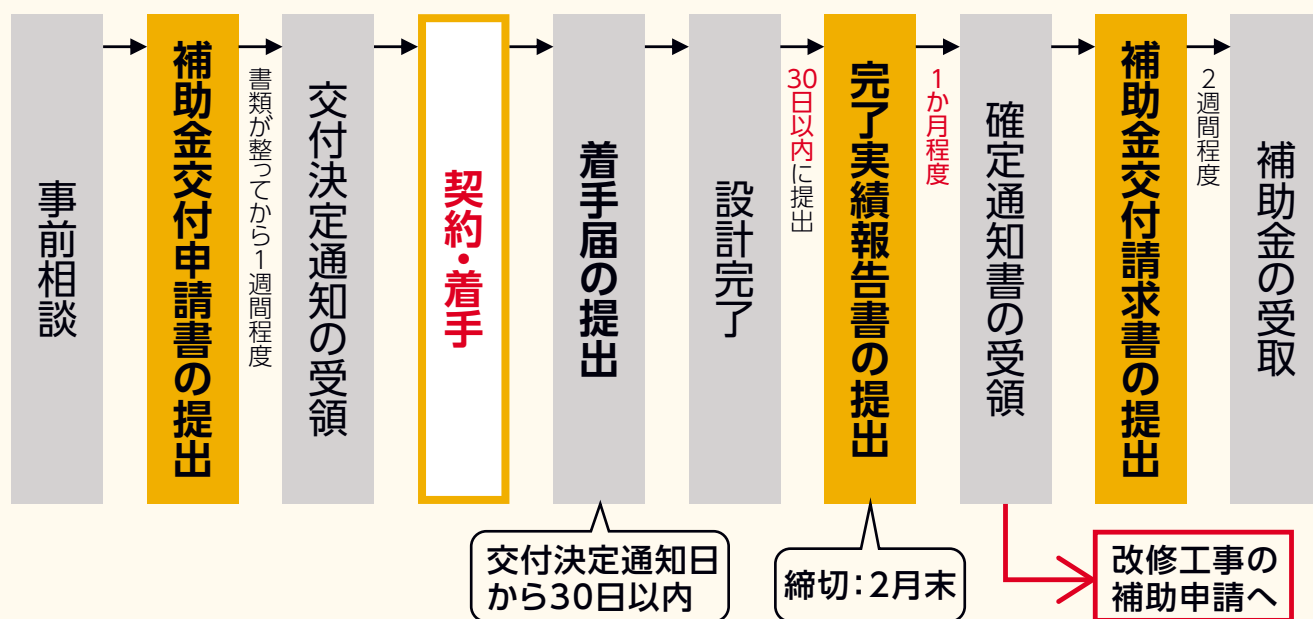 事前相談
補助金交付申請書の提出
書類が整ってから1週間程度
交付決定通知の受領
契約・着手
着手届の提出
交付決定通知日
から30日以内
設計完了
30日以内に提出
完了実績報告書の提出
締切：2月末
1か月程度
確定通知書の受領
改修工事の
補助申請へ
補助金交付請求書の提出
2週間程度
補助金の受取